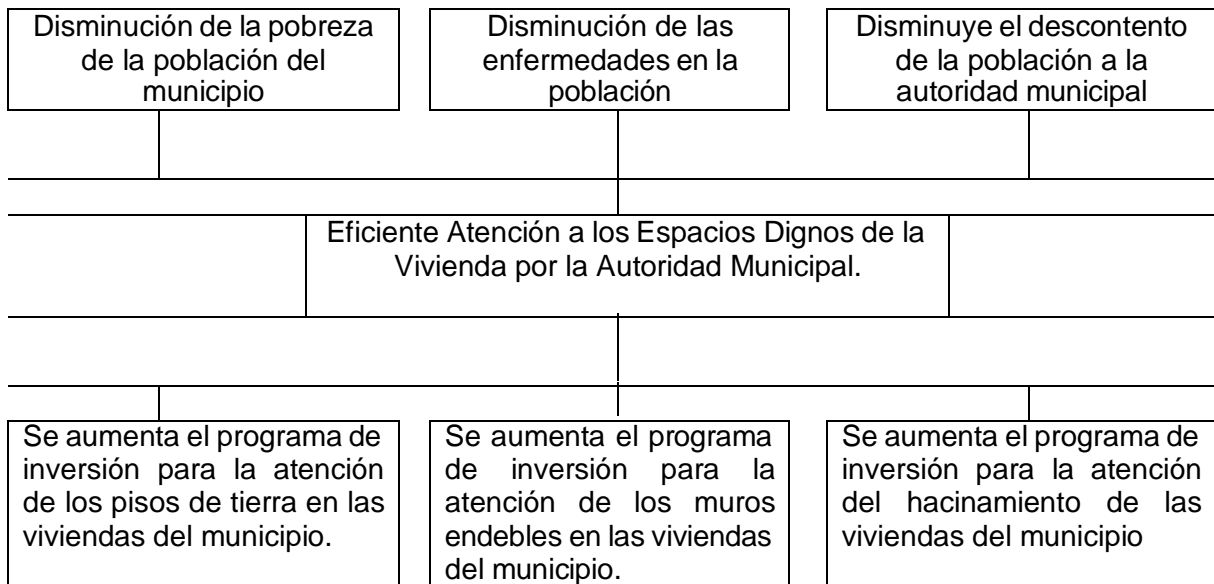 Disminución de la pobreza
de la población del
municipio
Disminución de las
enfermedades en la
población
Disminuye el descontento
de la población a la
autoridad municipal
Eficiente Atención a los Espacios Dignos de la
Vivienda por la Autoridad Municipal.
Se aumenta el programa de
inversión para la atención
de los pisos de tierra en las
viviendas del municipio.
Se aumenta el programa
de inversión para la
atención de los muros
endebles en las viviendas
del municipio.
Se aumenta el programa de
inversión para la atención
del hacinamiento de las
viviendas del municipio